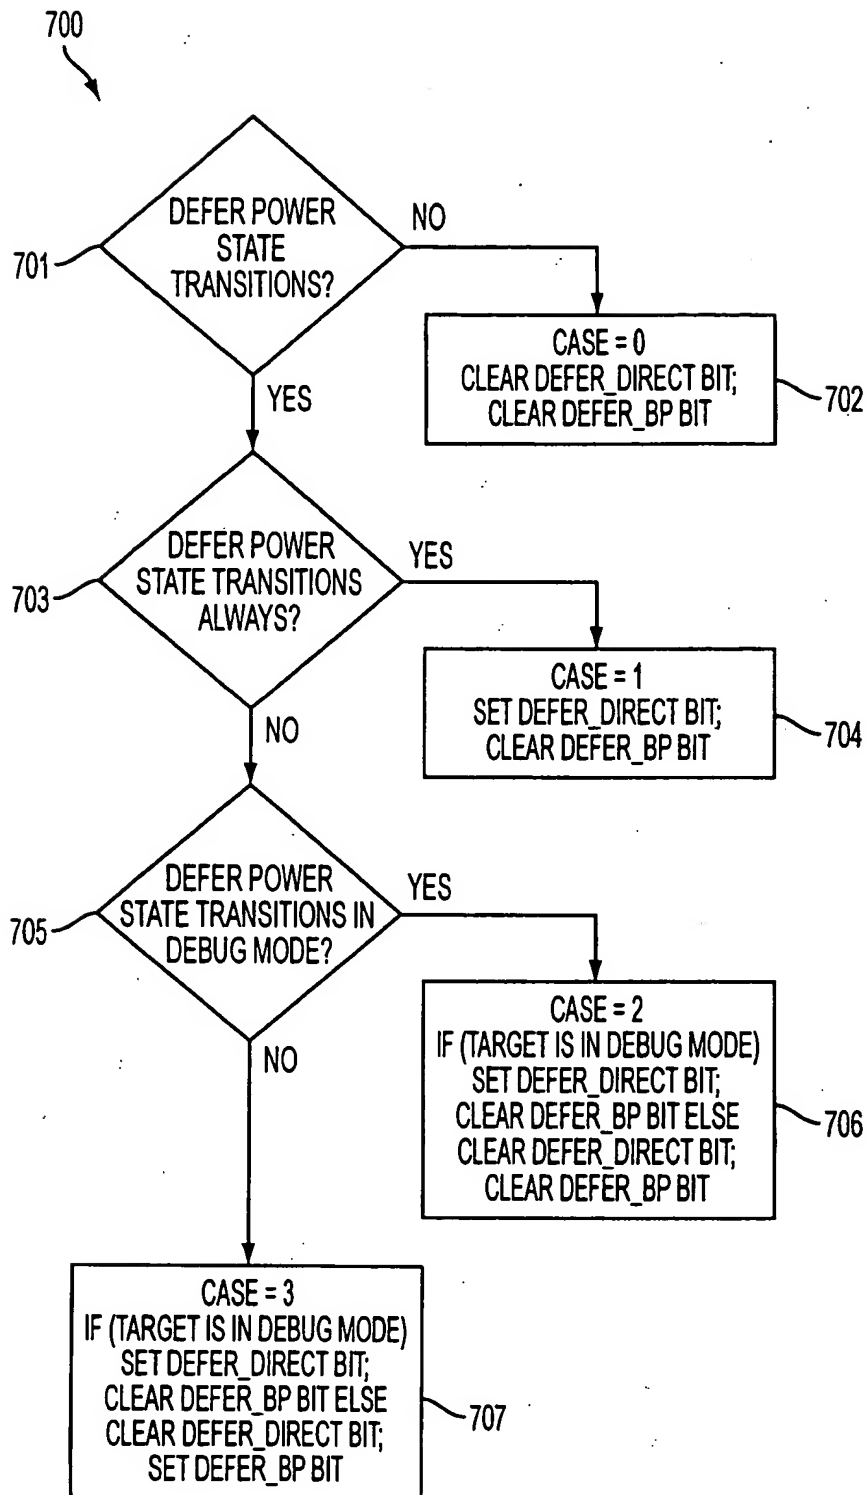 700
DEFER POWER
STATE
TRANSITIONS?
701
NO
CASE = 0
CLEAR DEFER_DIRECT BIT;
CLEAR DEFER_BP BIT
702
YES
DEFER POWER
STATE TRANSITIONS
ALWAYS?
703
YES
CASE = 1
SET DEFER_DIRECT BIT;
CLEAR DEFER_BP BIT
704
NO
DEFER POWER
STATE TRANSITIONS IN
DEBUG MODE?
705
YES
CASE = 2
IF (TARGET IS IN DEBUG MODE)
SET DEFER_DIRECT BIT;
CLEAR DEFER_BP BIT ELSE
CLEAR DEFER_DIRECT BIT;
CLEAR DEFER_BP BIT
706
NO
CASE = 3
IF (TARGET IS IN DEBUG MODE)
SET DEFER_DIRECT BIT;
CLEAR DEFER_BP BIT ELSE
CLEAR DEFER_DIRECT BIT;
SET DEFER_BP BIT
707